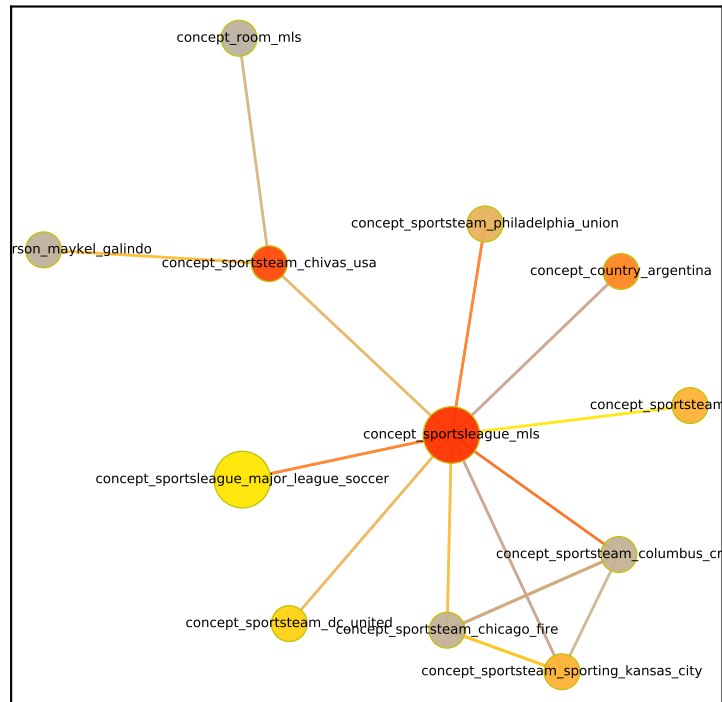 concept_room_mls
concept_sportsteam_philadelphia_union
rson_maykel_galindo
concept_sportsteam_chivas_usa
concept_country_argentina
concept_sportsteam
concept_sportsleague_mls
concept_sportsleague_major_league_soccer
concept_sportsteam_columbus_cr
concept_sportsteam_dc_united
concept_sportsteam_chicago_fire
concept_sportsteam_sporting_kansas_city